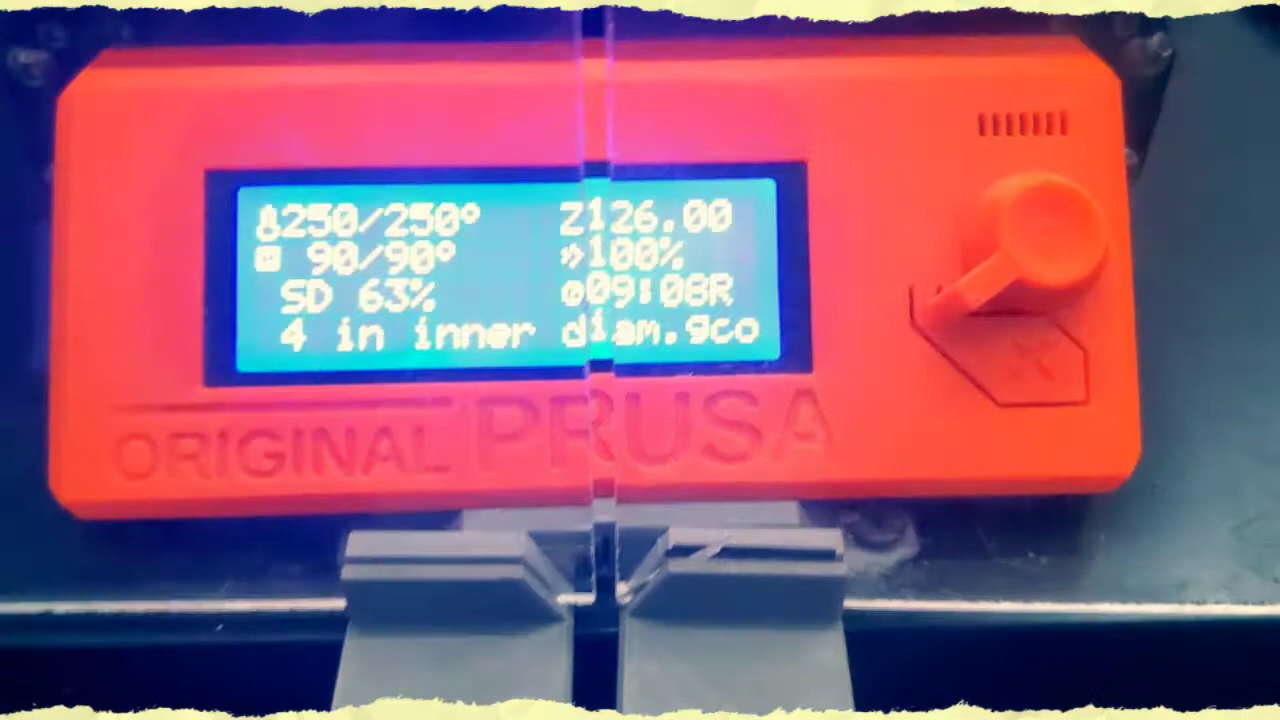 250/250° Z126.00
90/90° 100%
SD 63% 09:08R
4 in inner diam.gco
ORIGINAL PRUSA